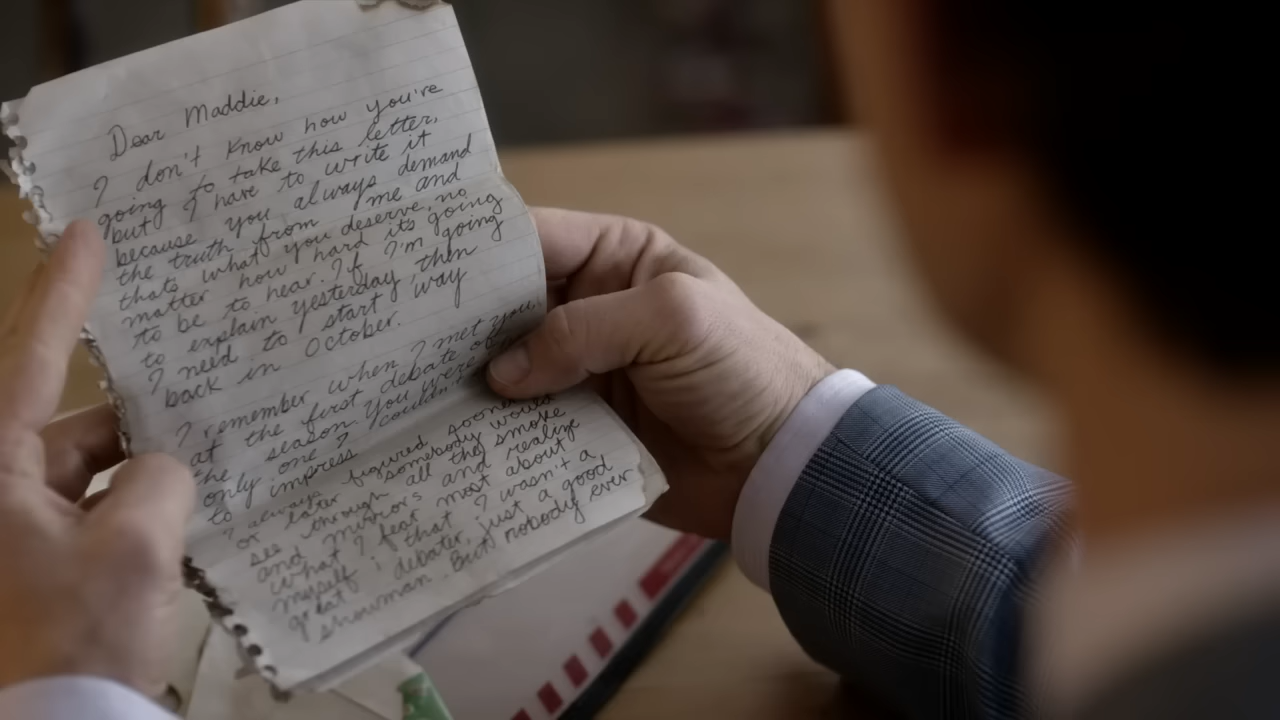 Dear Maddie,
I don't know how you're
going to take this letter,
but I have to write it
because you always demand
the truth from me and
thats what you deserve, no
matter how hard it's going
to be to hear. If I'm going
to explain yesterday, then
I need to start way
back in October.
I remember when I met you,
at the first debate of
the season. You were the
only one I couldn't
to impress.
I always figured sooner
or later somebody would
see through all the smoke
and mirrors and realize
what I fear most about
myself: that I wasn't a
great debater, just a good
showman. But nobody ever